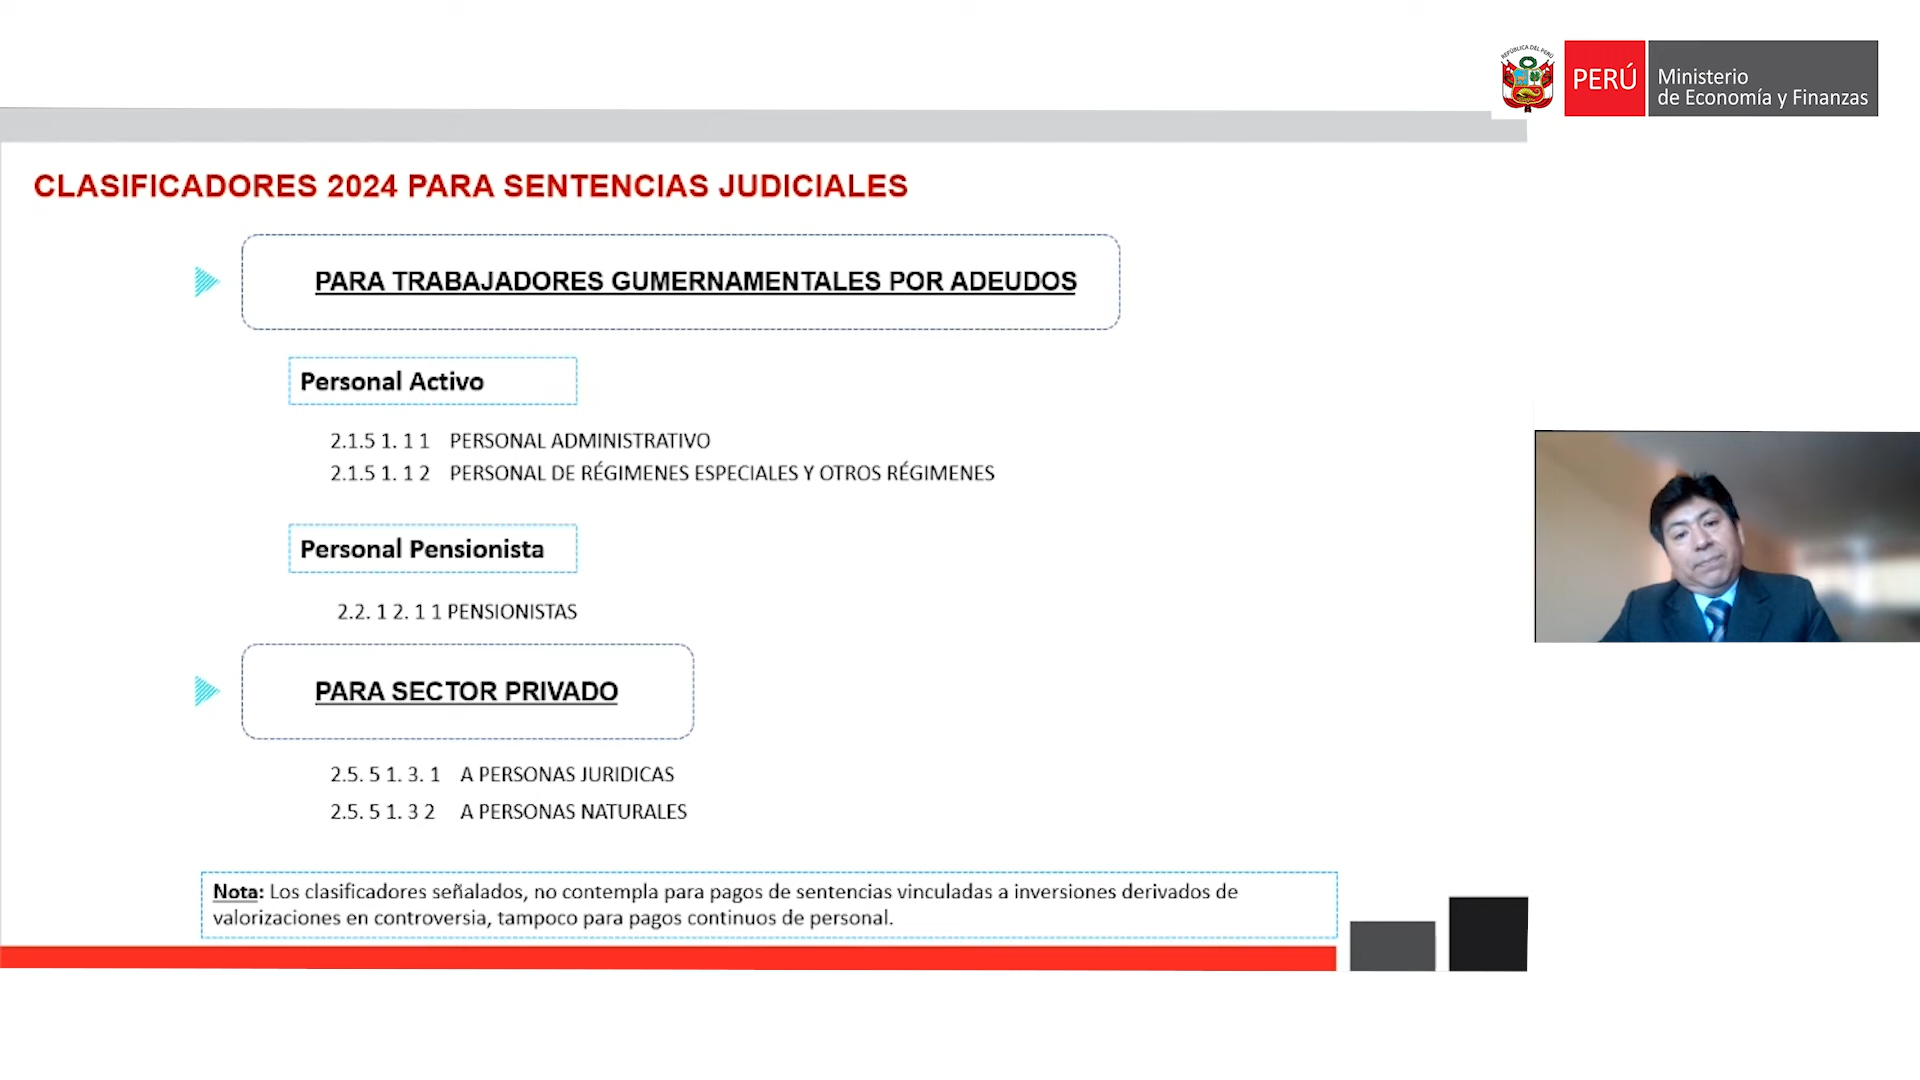 REPÚBLICA DEL PERÚ
PERÚ
Ministerio
de Economía y Finanzas
CLASIFICADORES 2024 PARA SENTENCIAS JUDICIALES
PARA TRABAJADORES GUMERNAMENTALES POR ADEUDOS
Personal Activo
2.1.5 1. 1 1 PERSONAL ADMINISTRATIVO
2.1.5 1. 1 2 PERSONAL DE RÉGIMENES ESPECIALES Y OTROS RÉGIMENES
Personal Pensionista
2.2. 1 2. 1 1 PENSIONISTAS
PARA SECTOR PRIVADO
2.5. 5 1. 3. 1 A PERSONAS JURIDICAS
2.5. 5 1. 3 2 A PERSONAS NATURALES
Nota: Los clasificadores señalados, no contempla para pagos de sentencias vinculadas a inversiones derivados de
valorizaciones en controversia, tampoco para pagos continuos de personal.